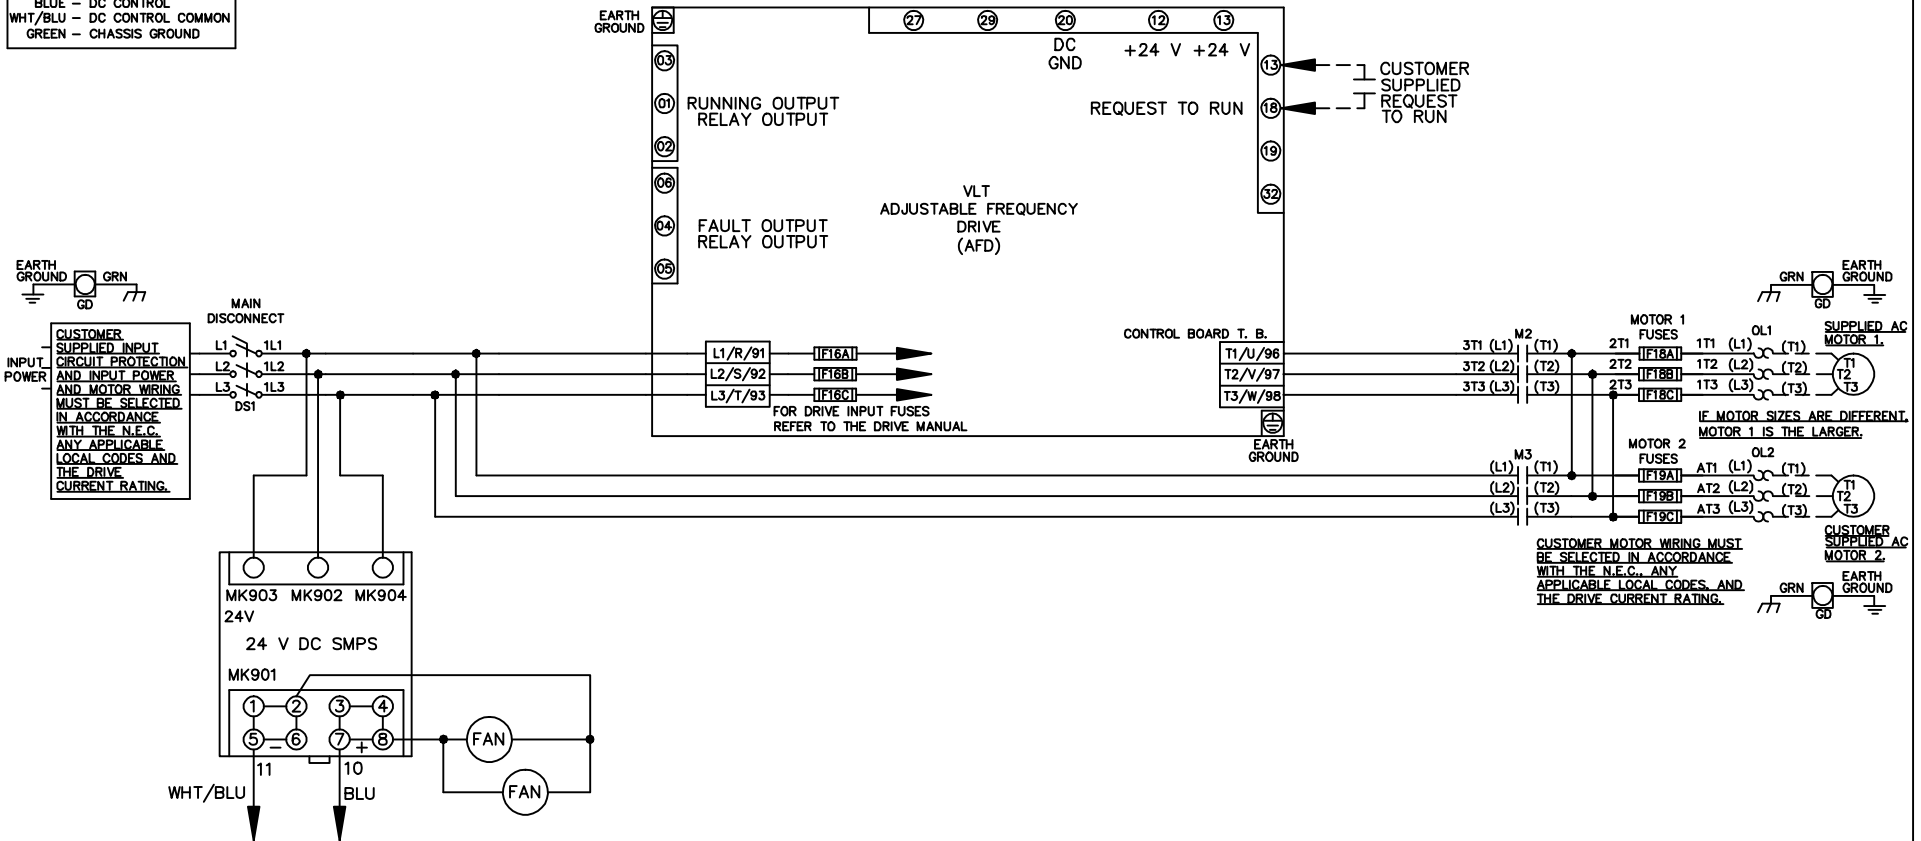 BLUE – DC CONTROL
WHT/BLU – DC CONTROL COMMON
GREEN – CHASSIS GROUND
EARTH
GROUND
27 29 20 12 13
DC
GND
+24 V +24 V
03
01
02
RUNNING OUTPUT
RELAY OUTPUT
06
04
05
FAULT OUTPUT
RELAY OUTPUT
VLT
ADJUSTABLE FREQUENCY
DRIVE
(AFD)
REQUEST TO RUN
13
18
19
32
CUSTOMER
SUPPLIED
REQUEST
TO RUN
EARTH
GROUND
GRN
GD
MAIN
DISCONNECT
INPUT
POWER
CUSTOMER
SUPPLIED INPUT
CIRCUIT PROTECTION
AND INPUT POWER
AND MOTOR WIRING
MUST BE SELECTED
IN ACCORDANCE
WITH THE N.E.C.
ANY APPLICABLE
LOCAL CODES AND
THE DRIVE
CURRENT RATING.
L1 1L1
L2 1L2
L3 1L3
DS1
L1/R/91 F16A
L2/S/92 F16B
L3/T/93 F16C
FOR DRIVE INPUT FUSES
REFER TO THE DRIVE MANUAL
CONTROL BOARD T. B.
T1/U/96
T2/V/97
T3/W/98
EARTH
GROUND
M2
3T1 (L1) (T1)
3T2 (L2) (T2)
3T3 (L3) (T3)
MOTOR 1
FUSES
2T1 F18A 1T1 (L1) (T1)
2T2 F18B 1T2 (L2) (T2)
2T3 F18C 1T3 (L3) (T3)
OL1
GRN
GD
EARTH
GROUND
SUPPLIED AC
MOTOR 1.
T1
T2
T3
IF MOTOR SIZES ARE DIFFERENT,
MOTOR 1 IS THE LARGER.
M3
(L1) (T1)
(L2) (T2)
(L3) (T3)
MOTOR 2
FUSES
F19A AT1 (L1) (T1)
F19B AT2 (L2) (T2)
F19C AT3 (L3) (T3)
OL2
T1
T2
T3
CUSTOMER
SUPPLIED AC
MOTOR 2.
CUSTOMER MOTOR WIRING MUST
BE SELECTED IN ACCORDANCE
WITH THE N.E.C., ANY
APPLICABLE LOCAL CODES, AND
THE DRIVE CURRENT RATING.
GRN
GD
EARTH
GROUND
MK903 MK902 MK904
24V
24 V DC SMPS
MK901
1 2 3 4
5 – 6 7 + 8
11 10
WHT/BLU BLU
FAN
FAN